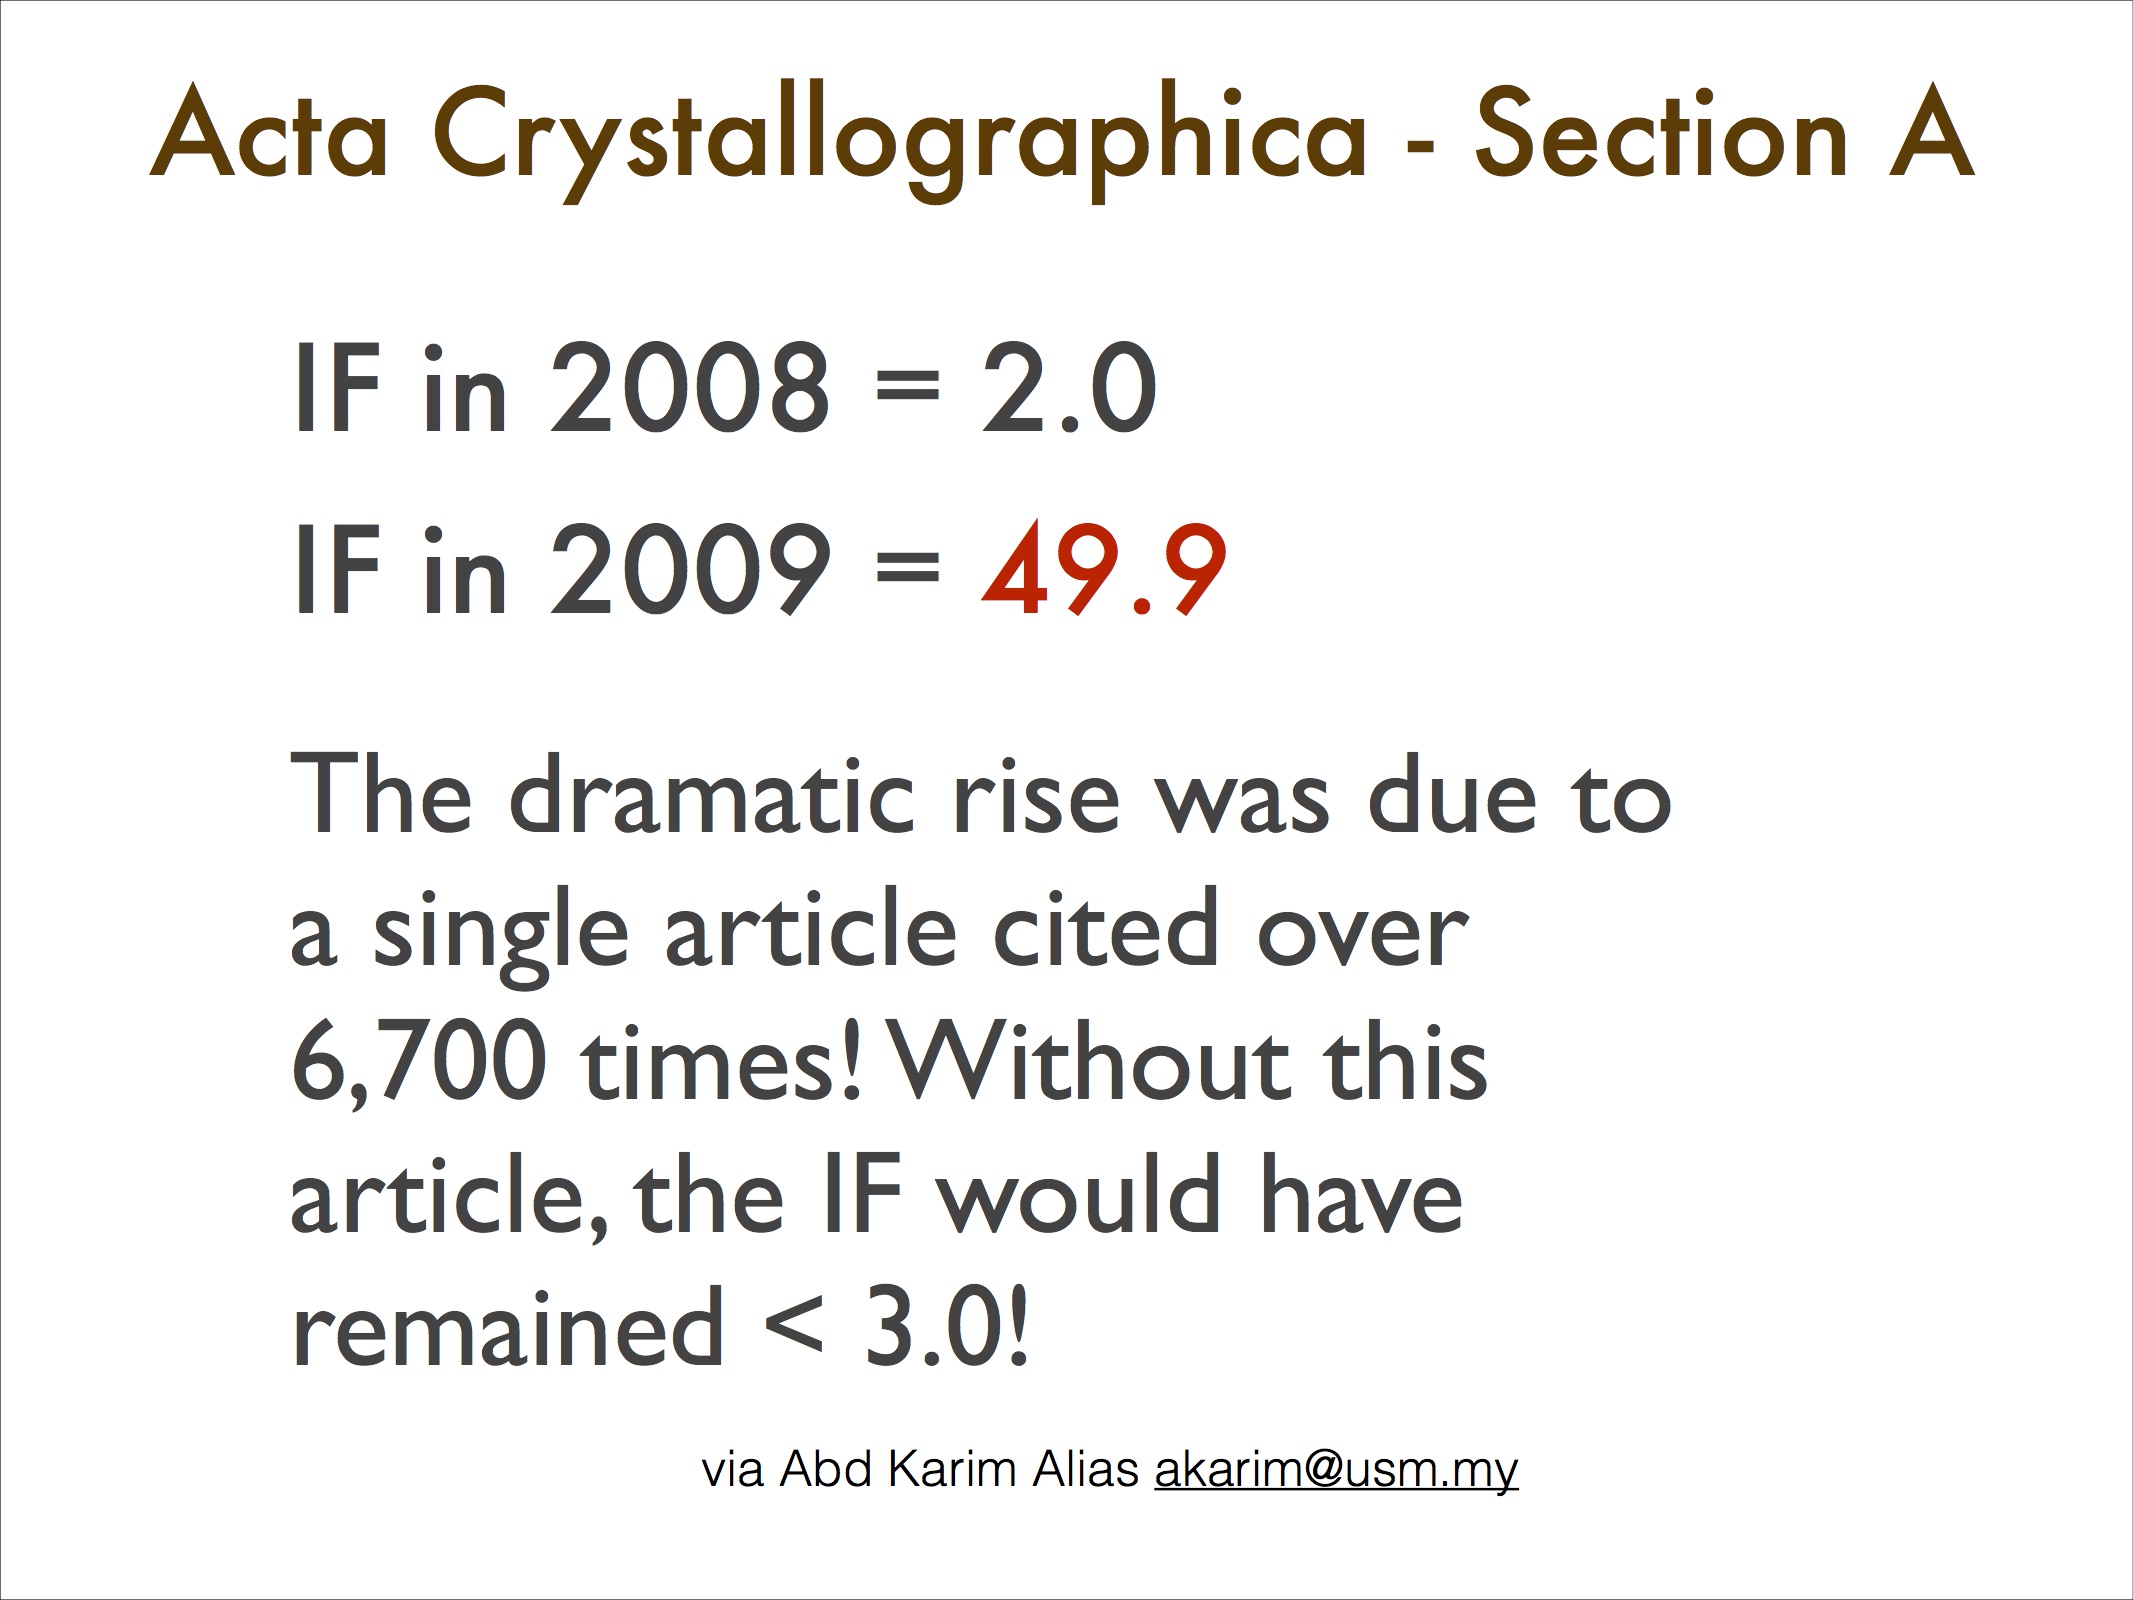 Acta Crystallographica - Section A
IF in 2008 = 2.0
IF in 2009 = 49.9
The dramatic rise was due to
a single article cited over
6,700 times! Without this
article, the IF would have
remained < 3.0!
via Abd Karim Alias akarim@usm.my